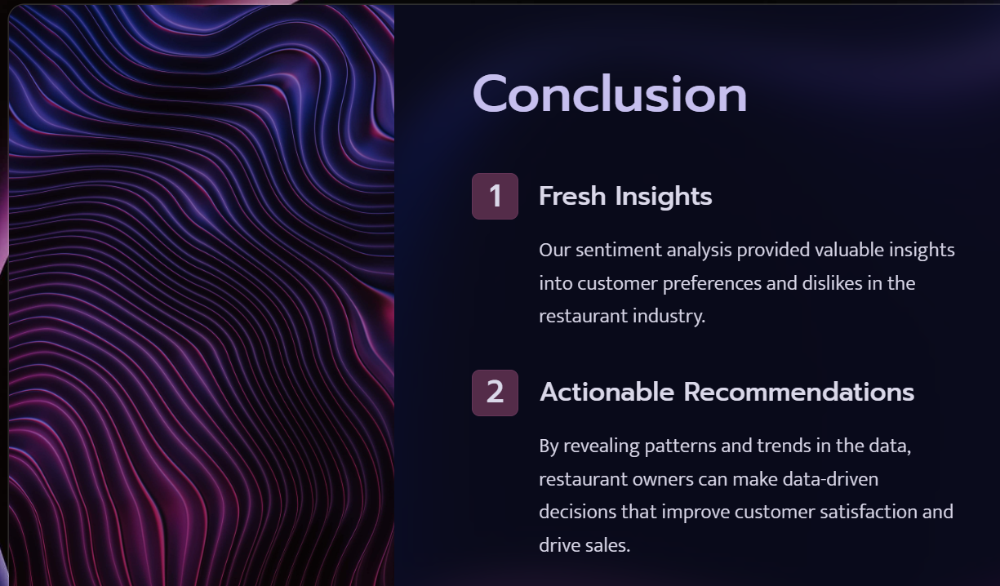 Conclusion
1
Fresh Insights
Our sentiment analysis provided valuable insights
into customer preferences and dislikes in the
restaurant industry.
2
Actionable Recommendations
By revealing patterns and trends in the data,
restaurant owners can make data-driven
decisions that improve customer satisfaction and
drive sales.